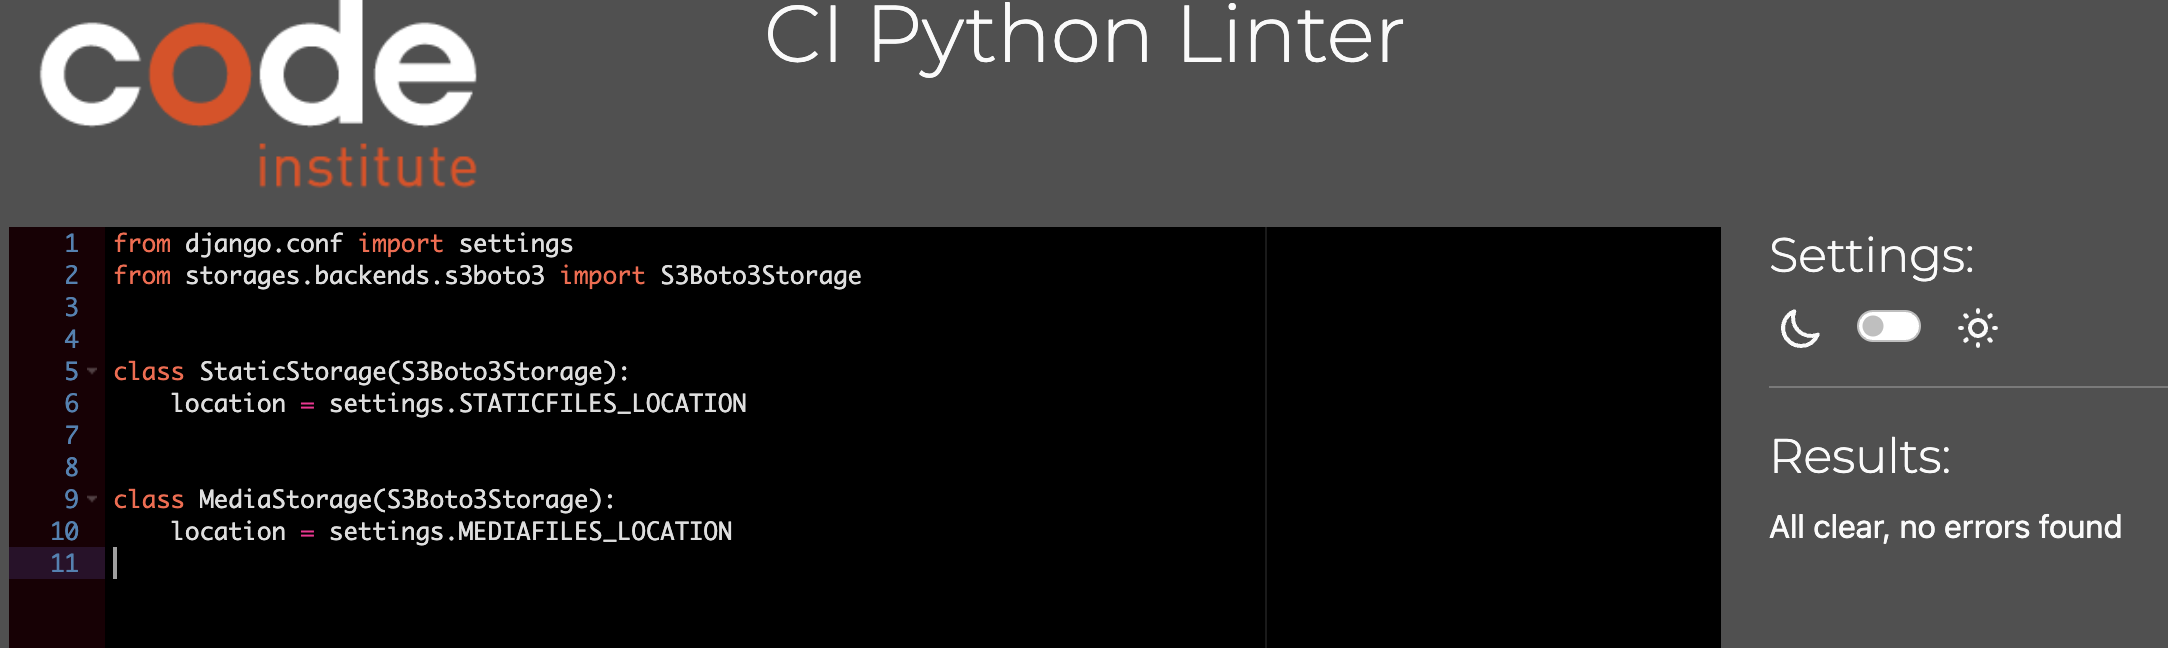 code
institute
CI Python Linter
1 from django.conf import settings
2 from storages.backends.s3boto3 import S3Boto3Storage
3
4
5 class StaticStorage(S3Boto3Storage):
6     location = settings.STATICFILES_LOCATION
7
8
9 class MediaStorage(S3Boto3Storage):
10     location = settings.MEDIAFILES_LOCATION
11
Settings:
Results:
All clear, no errors found